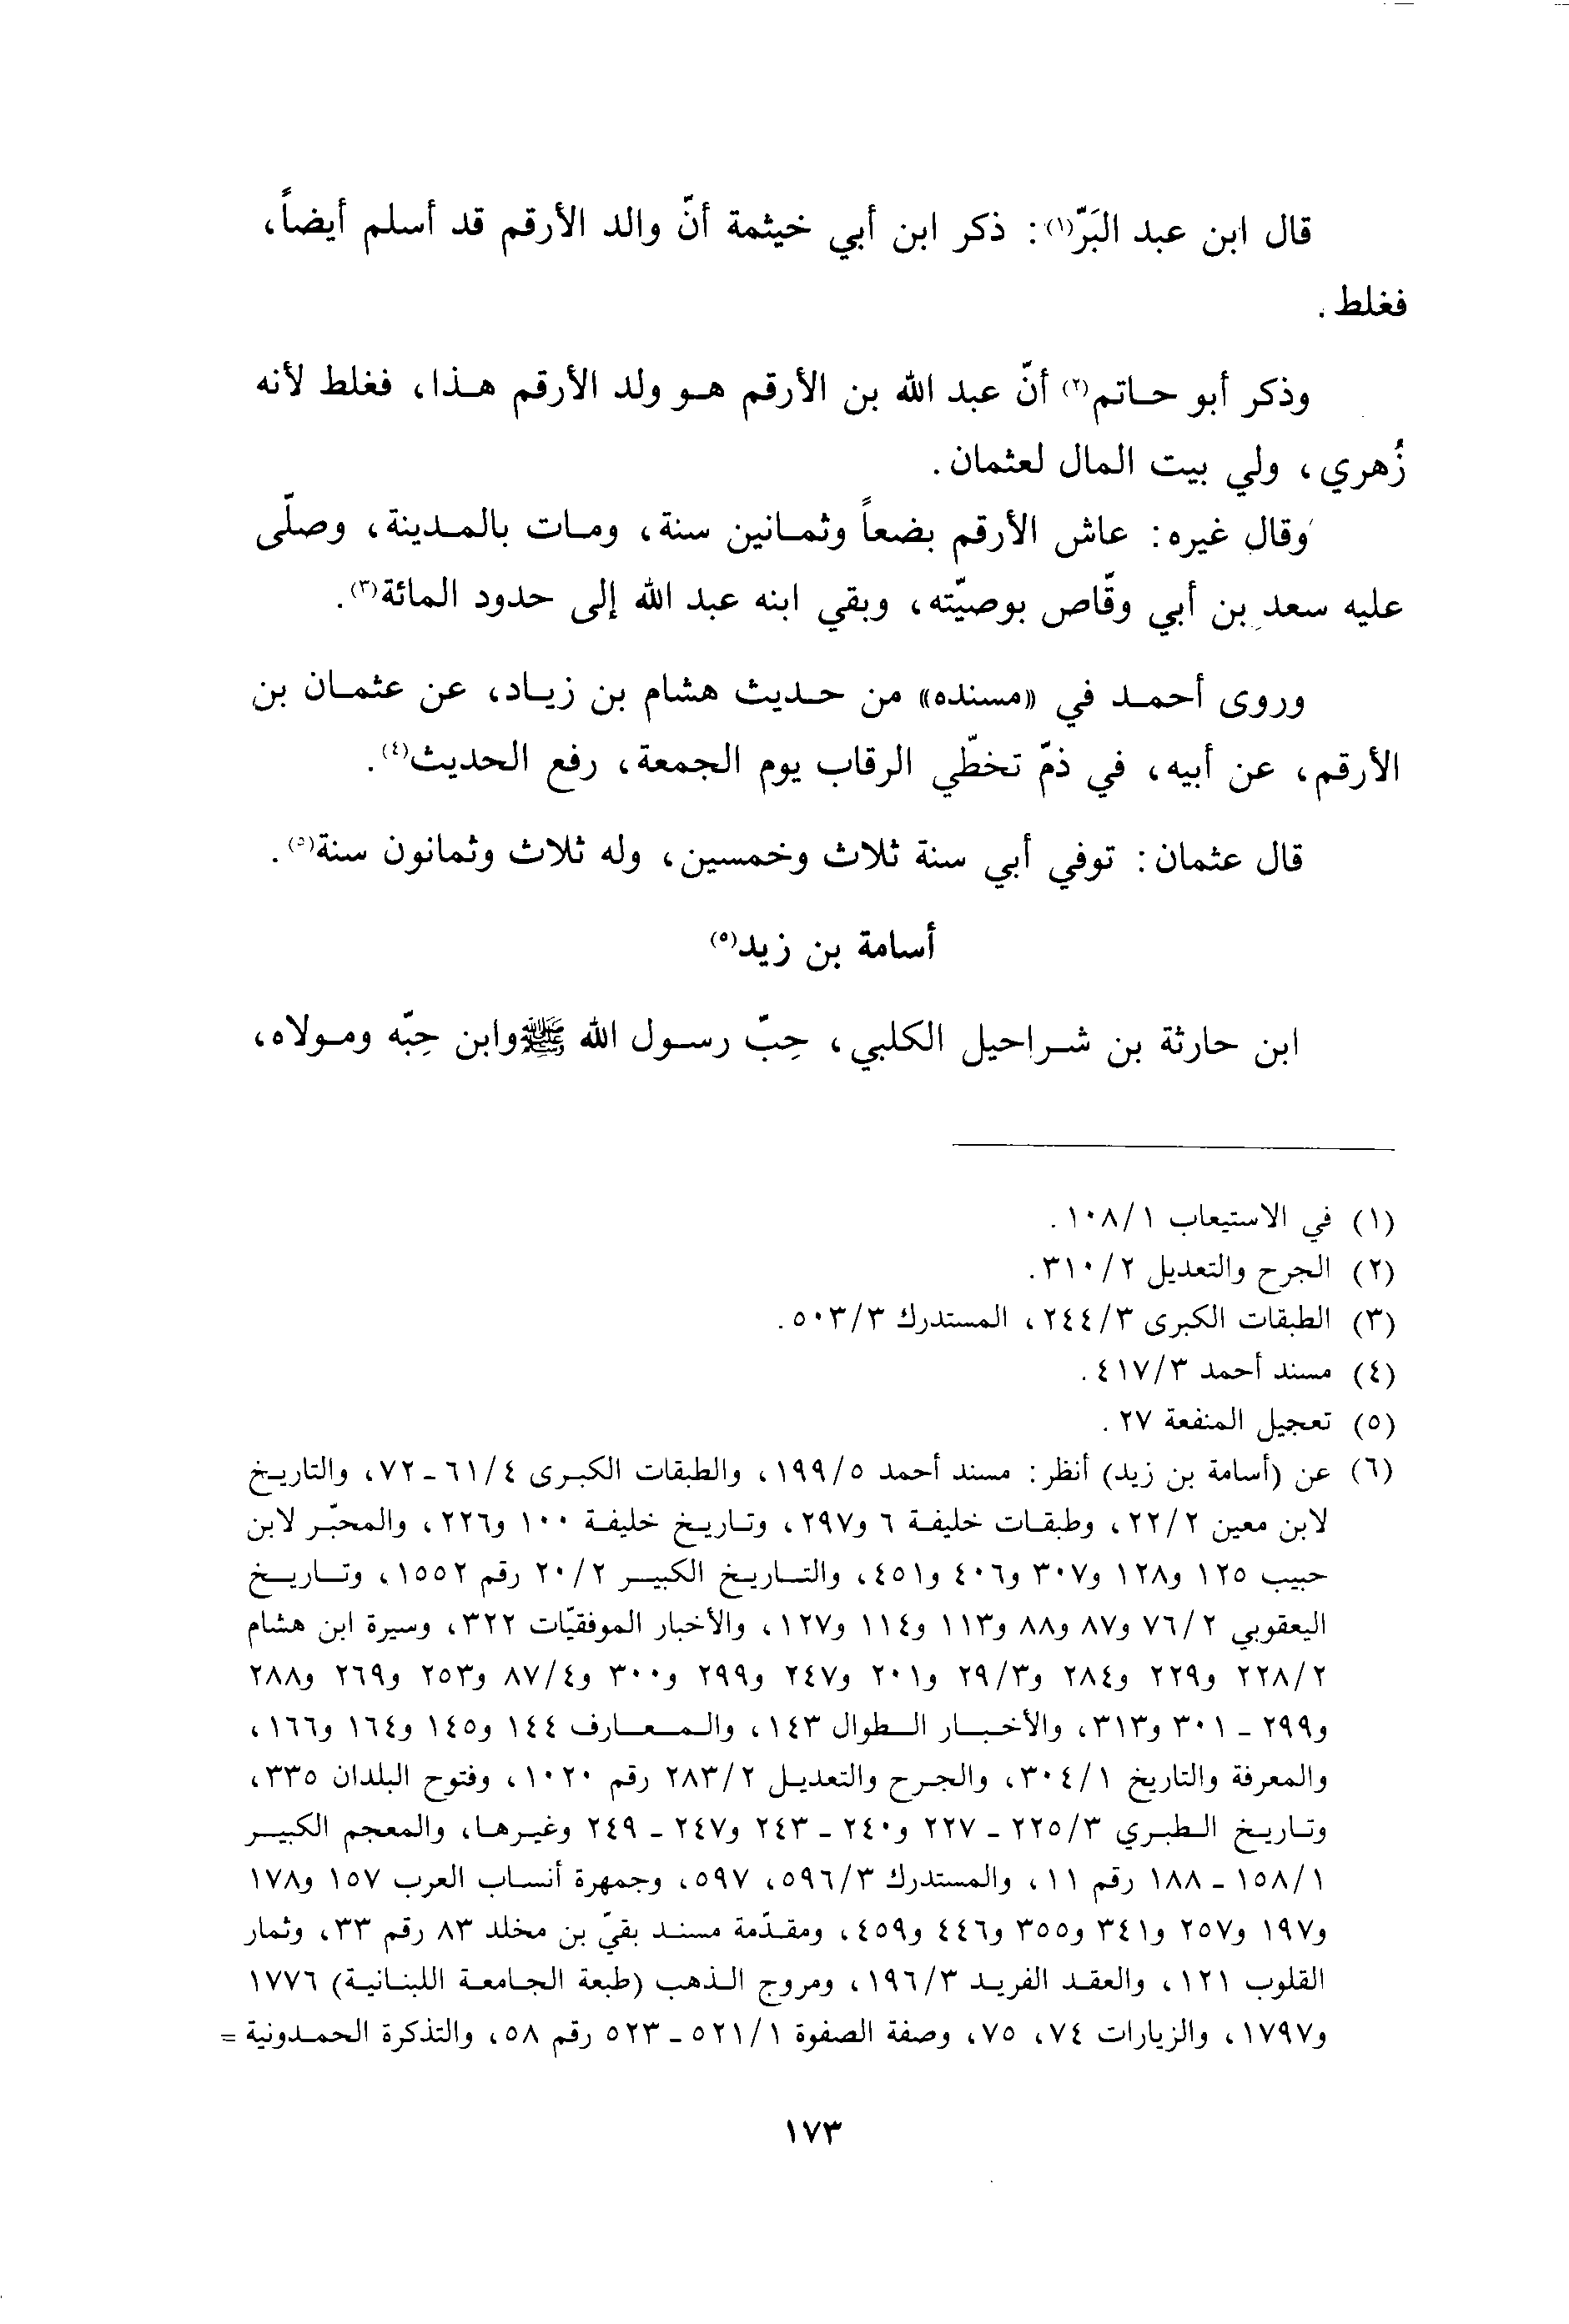 قال ابن عبد البَرّ(١): ذكر ابن أبي خيثمة أنّ والد الأرقم قد أسلم أيضاً،
فغلط.
وذكر أبو حاتم(٢) أنّ عبد الله بن الأرقم هو ولد الأرقم هذا، فغلط لأنه
زُهري، ولي بيت المال لعثمان.
وقال غيره: عاش الأرقم بضعاً وثمانين سنة، ومات بالمدينة، وصلّى
عليه سعد بن أبي وقّاص بوصيّته، وبقي ابنه عبد الله إلى حدود المائة(٣).
وروى أحمد في «مسنده» من حديث هشام بن زياد، عن عثمان بن
الأرقم، عن أبيه، في ذمّ تخطّي الرقاب يوم الجمعة، رفع الحديث(٤).
قال عثمان: توفي أبي سنة ثلاث وخمسين، وله ثلاث وثمانون سنة(٥).
أسامة بن زيد(٥)
ابن حارثة بن شراحيل الكلبي، حِبّ رسول الله ﷺ وابن حِبّه ومولاه،
(١) في الاستيعاب ١٠٨/١.
(٢) الجرح والتعديل ٣١٠/٢.
(٣) الطبقات الكبرى ٢٤٤/٣، المستدرك ٥٠٣/٣.
(٤) مسند أحمد ٤١٧/٣.
(٥) تعجيل المنفعة ٢٧.
(٦) عن (أسامة بن زيد) أنظر: مسند أحمد ١٩٩/٥، والطبقات الكبرى ٦١/٤-٧٢، والتاريخ
لابن معين ٢٢/٢، وطبقات خليفة ٦ و٢٩٧، وتاريخ خليفة ١٠٠ و٢٢٦، والمحبّر لابن
حبيب ١٢٥ و١٢٨ و٣٠٧ و٤٠٦ و٤٥١، والتاريخ الكبير ٢٠/٢ رقم ١٥٥٢، وتاريخ
اليعقوبي ٧٦/٢ و٨٧ و٨٨ و١١٣ و١١٤ و١٢٧، والأخبار الموفقيّات ٣٢٢، وسيرة ابن هشام
٢٢٨/٢ و٢٢٩ و٢٨٤ و٢٩/٣ و٢٠١ و٢٤٧ و٢٩٩ و٣٠٠ و٨٧/٤ و٢٥٣ و٢٦٩ و٢٨٨
و٢٩٩ - ٣٠١ و٣١٣، والأخبار الطوال ١٤٣، والمعارف ١٤٤ و١٤٥ و١٦٤ و١٦٦،
والمعرفة والتاريخ ٣٠٤/١، والجرح والتعديل ٢٨٣/٢ رقم ١٠٢٠، وفتوح البلدان ٣٣٥،
وتاريخ الطبري ٢٢٥/٣ - ٢٢٧ و٢٤٠ - ٢٤٣ و٢٤٧ - ٢٤٩ وغيرها، والمعجم الكبير
١٥٨/١ - ١٨٨ رقم ١١، والمستدرك ٥٩٦/٣، ٥٩٧، وجمهرة أنساب العرب ١٥٧ و١٧٨
و١٩٧ و٢٥٧ و٣٤١ و٣٥٥ و٤٤٦ و٤٥٩، ومقدّمة مسند بقيّ بن مخلد ٨٣ رقم ٣٣، وثمار
القلوب ١٢١، والعقد الفريد ١٩٦/٣، ومروج الذهب (طبعة الجامعة اللبنانية) ١٧٧٦
و١٧٩٧، والزيارات ٧٤، ٧٥، وصفة الصفوة ٥٢١/١ - ٥٢٣ رقم ٥٨، والتذكرة الحمدونية =
١٧٣